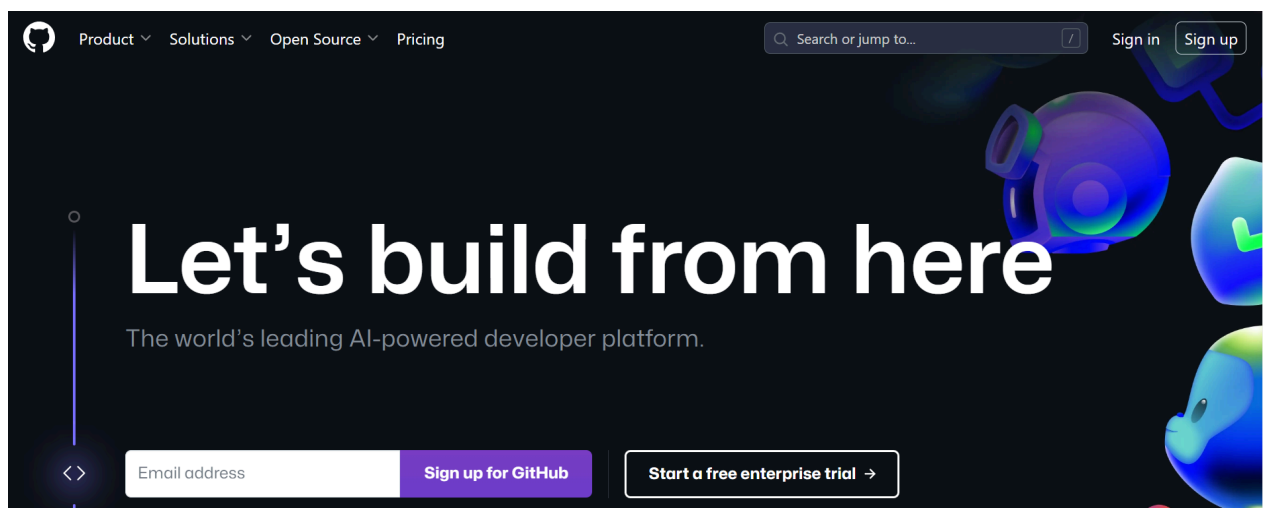 Product Solutions Open Source Pricing Search or jump to... / Sign in Sign up
Let’s build from here
The world’s leading AI-powered developer platform.
Email address Sign up for GitHub Start a free enterprise trial →